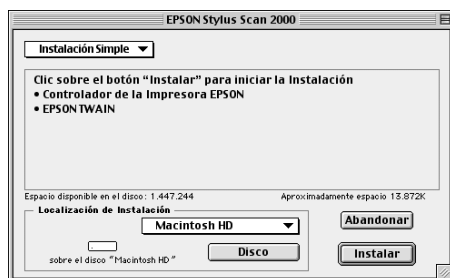 EPSON Stylus Scan 2000
Instalación Simple
Clic sobre el botón “Instalar” para iniciar la Instalación
• Controlador de la Impresora EPSON
• EPSON TWAIN
Espacio disponible en el disco: 1.447.244 Aproximadamente espacio 13.872K
Localización de Instalación
Macintosh HD
Abandonar
sobre el disco "Macintosh HD"
Disco
Instalar